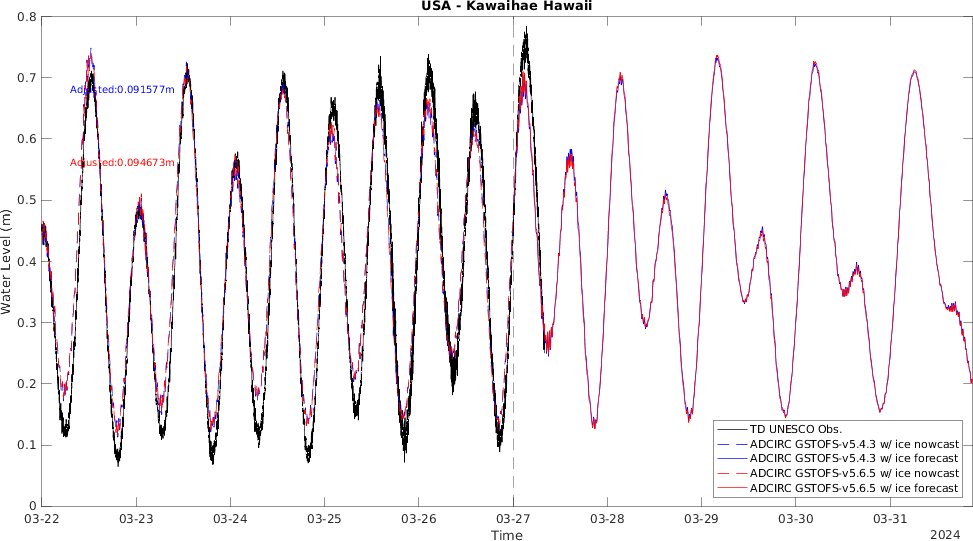 USA - Kawaihae Hawaii
0.8
0.7
Adjusted:0.091577m
0.6
Adjusted:0.094673m
0.5
0.4
Water Level (m)
0.3
0.2
0.1
0
TD UNESCO Obs.
ADCIRC GSTOFS-v5.4.3 w/ ice nowcast
ADCIRC GSTOFS-v5.4.3 w/ ice forecast
ADCIRC GSTOFS-v5.6.5 w/ ice nowcast
ADCIRC GSTOFS-v5.6.5 w/ ice forecast
03-22 03-23 03-24 03-25 03-26 03-27 03-28 03-29 03-30 03-31
Time
2024